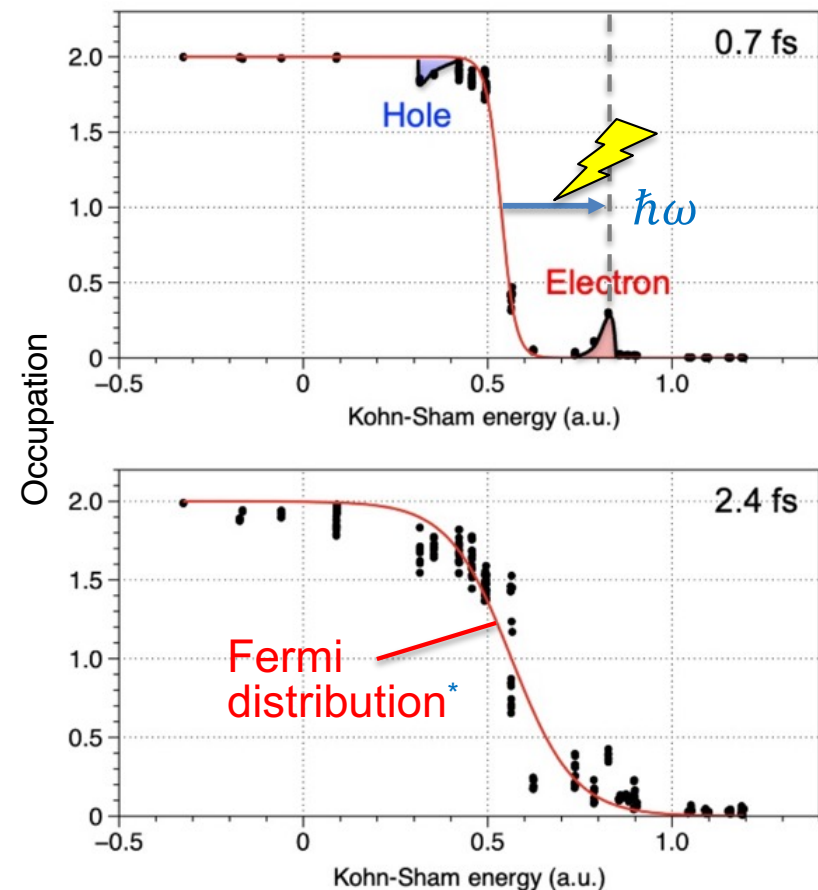 Occupation
0.7 fs
2.0
1.5
1.0
0.5
0
Hole
ħω
Electron
−0.5 0 0.5 1.0
Kohn-Sham energy (a.u.)
2.4 fs
2.0
1.5
1.0
0.5
0
Fermi
distribution*
−0.5 0 0.5 1.0
Kohn-Sham energy (a.u.)